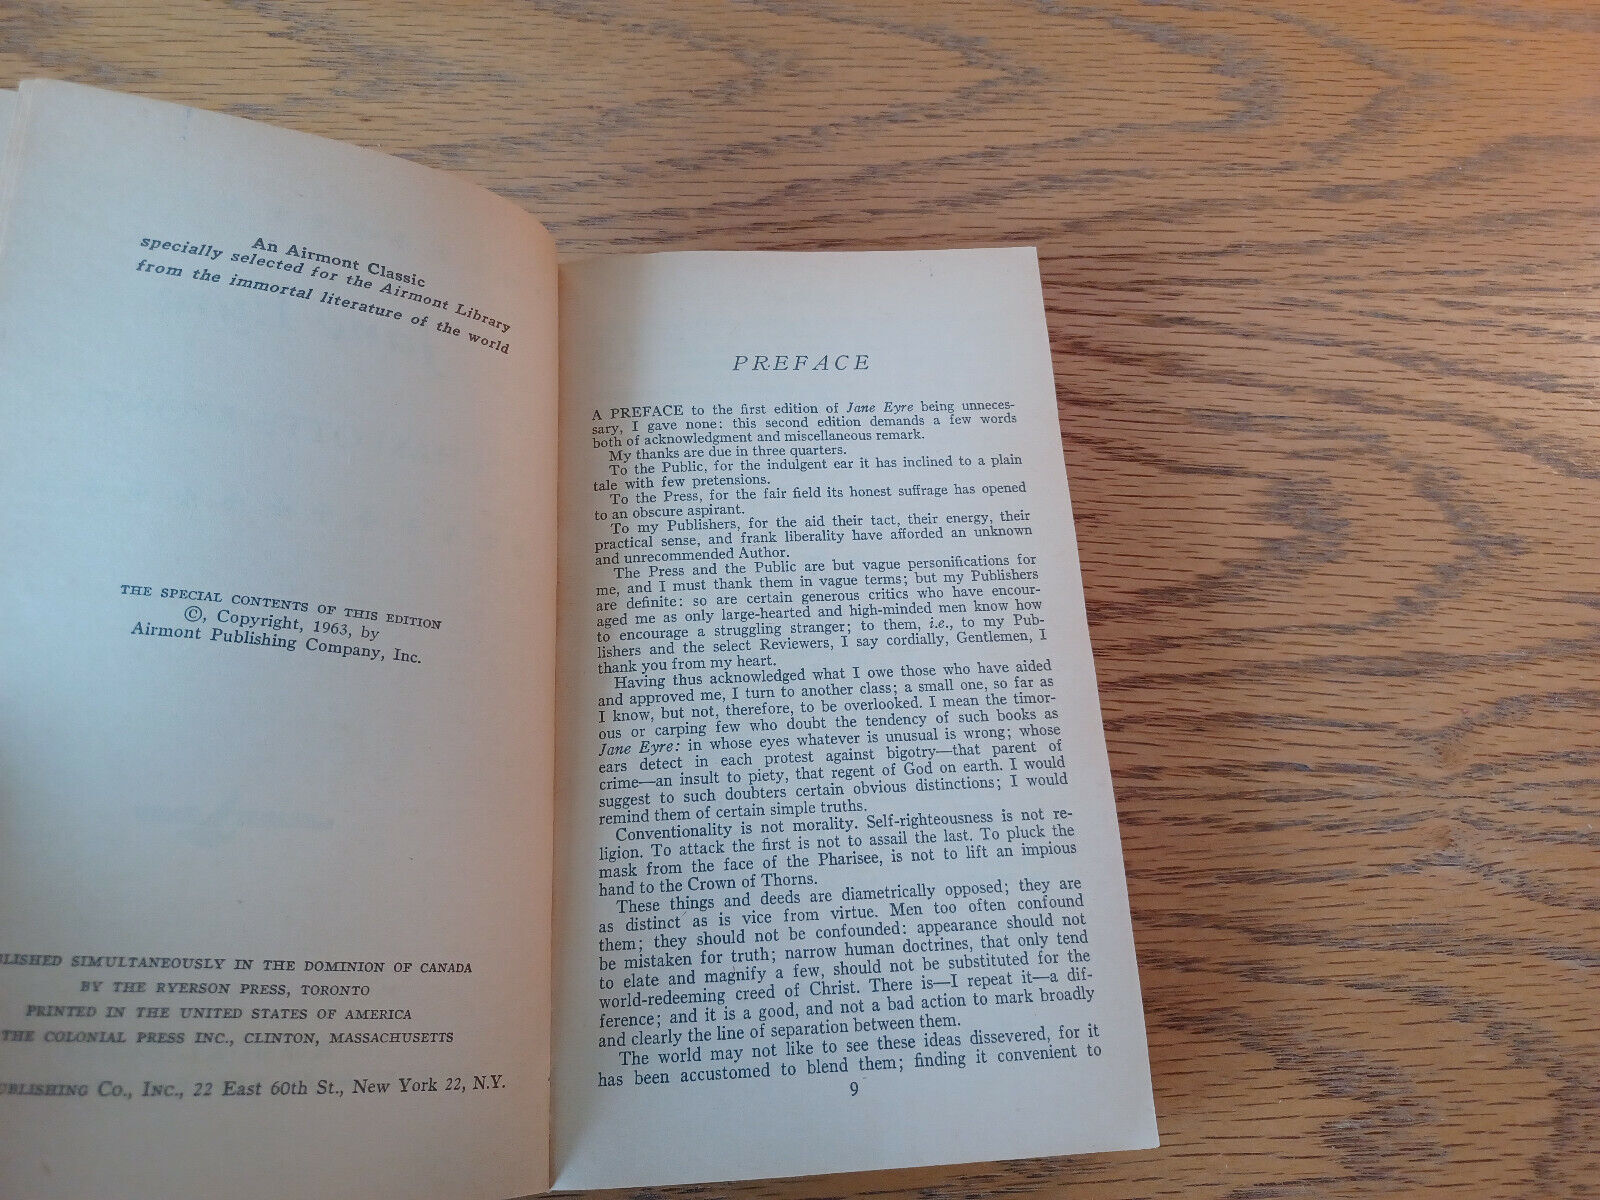 An Airmont Classic
specially selected for the Airmont Library
from the immortal literature of the world
THE SPECIAL CONTENTS OF THIS EDITION
©, Copyright, 1963, by
Airmont Publishing Company, Inc.
SIMULTANEOUSLY IN THE DOMINION OF CANADA
BY THE RYERSON PRESS, TORONTO
PRINTED IN THE UNITED STATES OF AMERICA
THE COLONIAL PRESS INC., CLINTON, MASSACHUSETTS
Co., Inc., 22 East 60th St., New York 22, N.Y.
PREFACE
A PREFACE to the first edition of Jane Eyre being unneces-
sary, I gave none: this second edition demands a few words
both of acknowledgment and miscellaneous remark.
My thanks are due in three quarters.
To the Public, for the indulgent ear it has inclined to a plain
tale with few pretensions.
To the Press, for the fair field its honest suffrage has opened
to an obscure aspirant.
To my Publishers, for the aid their tact, their energy, their
practical sense, and frank liberality have afforded an unknown
and unrecommended Author.
The Press and the Public are but vague personifications for
me, and I must thank them in vague terms; but my Publishers
are definite: so are certain generous critics who have encour-
aged me as only large-hearted and high-minded men know how
to encourage a struggling stranger; to them, i.e., to my Pub-
lishers and the select Reviewers, I say cordially, Gentlemen, I
thank you from my heart.
Having thus acknowledged what I owe those who have aided
and approved me, I turn to another class; a small one, so far as
I know, but not, therefore, to be overlooked. I mean the timor-
ous or carping few who doubt the tendency of such books as
Jane Eyre: in whose eyes whatever is unusual is wrong; whose
ears detect in each protest against bigotry—that parent of
crime—an insult to piety, that regent of God on earth. I would
suggest to such doubters certain obvious distinctions; I would
remind them of certain simple truths.
Conventionality is not morality. Self-righteousness is not re-
ligion. To attack the first is not to assail the last. To pluck the
mask from the face of the Pharisee, is not to lift an impious
hand to the Crown of Thorns.
These things and deeds are diametrically opposed; they are
as distinct as is vice from virtue. Men too often confound
them; they should not be confounded: appearance should not
be mistaken for truth; narrow human doctrines, that only tend
to elate and magnify a few, should not be substituted for the
world-redeeming creed of Christ. There is—I repeat it—a dif-
ference; and it is a good, and not a bad action to mark broadly
and clearly the line of separation between them.
The world may not like to see these ideas dissevered, for it
has been accustomed to blend them; finding it convenient to
9